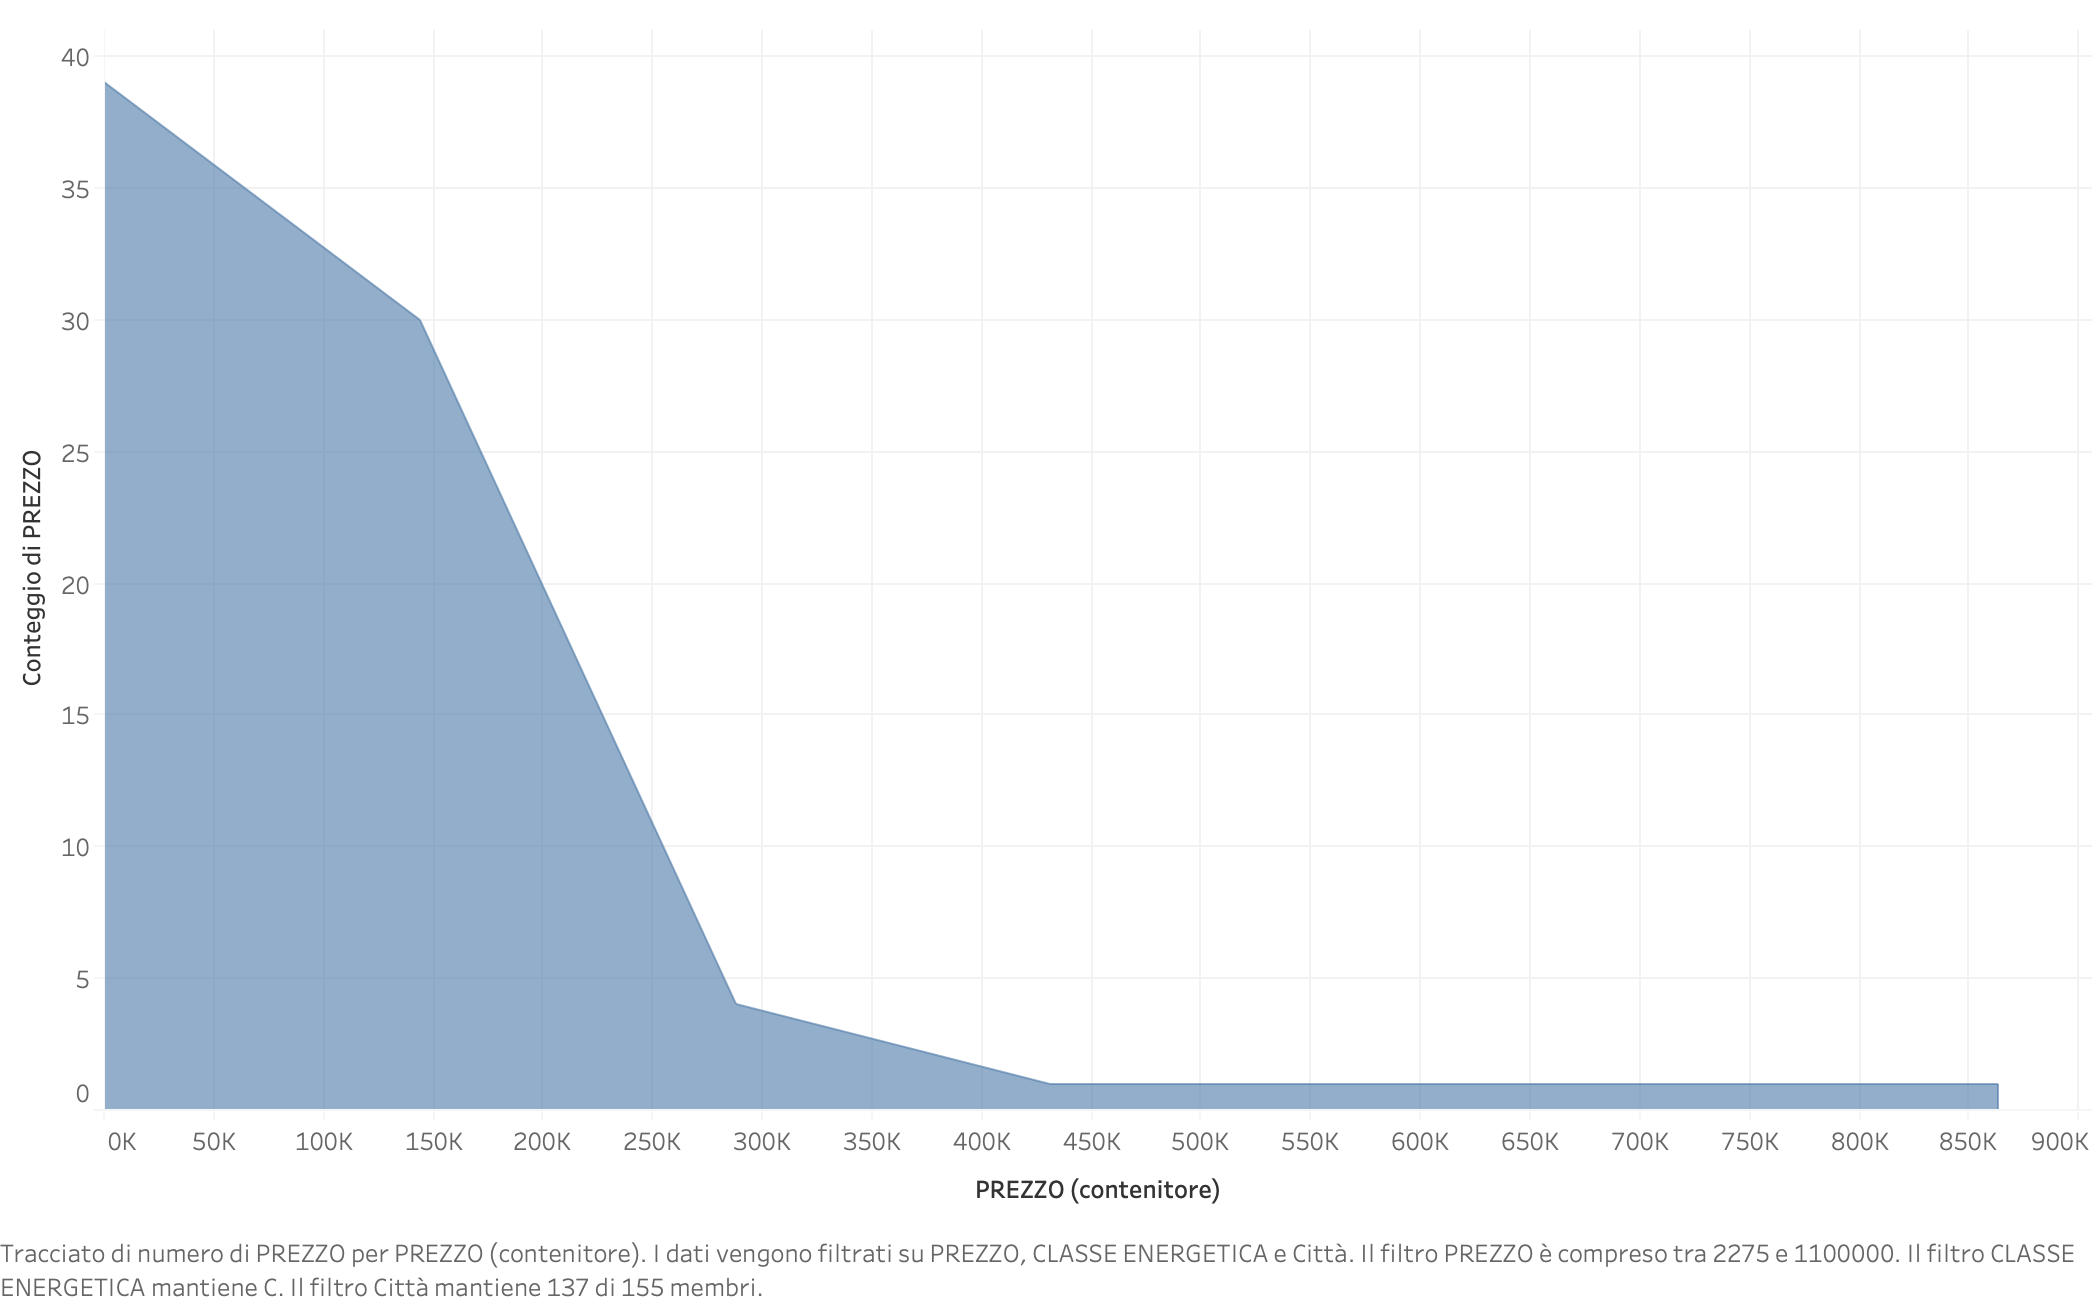 40
35
30
25
20
15
10
5
0
Conteggio di PREZZO
0K 50K 100K 150K 200K 250K 300K 350K 400K 450K 500K 550K 600K 650K 700K 750K 800K 850K 900K
PREZZO (contenitore)
Tracciato di numero di PREZZO per PREZZO (contenitore). I dati vengono filtrati su PREZZO, CLASSE ENERGETICA e Città. Il filtro PREZZO è compreso tra 2275 e 1100000. Il filtro CLASSE
ENERGETICA mantiene C. Il filtro Città mantiene 137 di 155 membri.